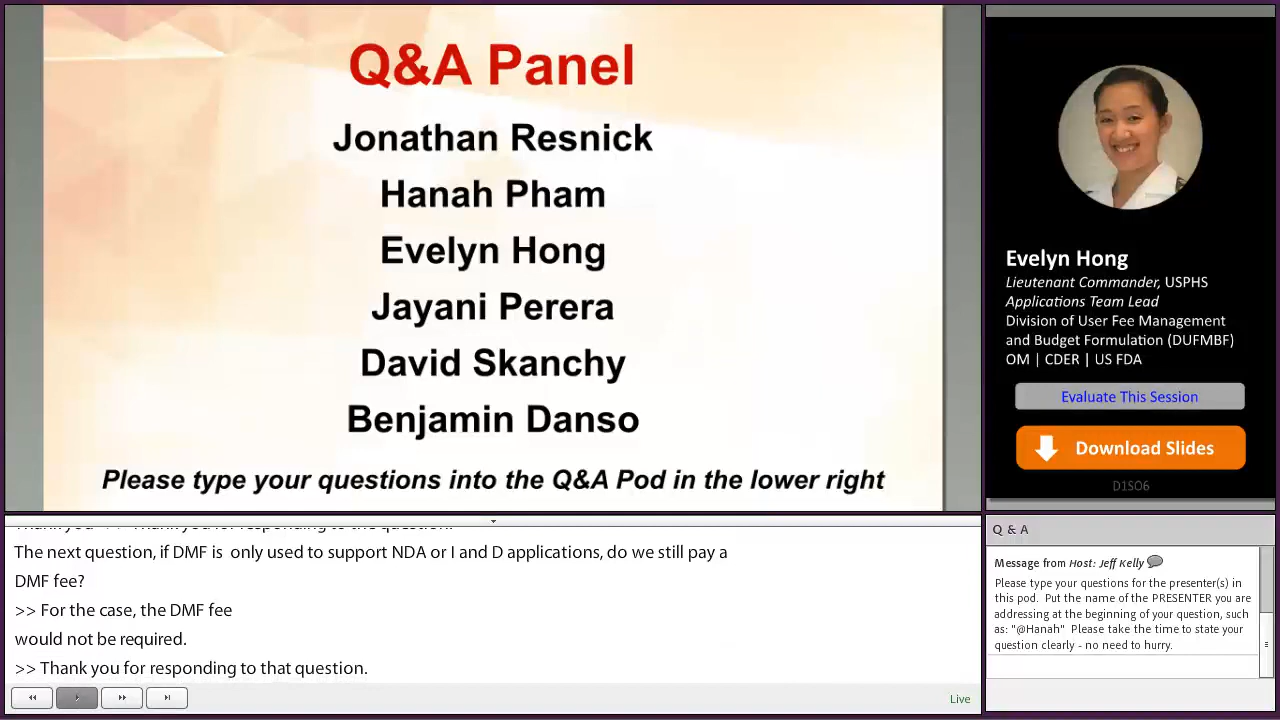 Q&A Panel
Jonathan Resnick
Hanah Pham
Evelyn Hong
Jayani Perera
David Skanchy
Benjamin Danso
Please type your questions into the Q&A Pod in the lower right
Evelyn Hong
Lieutenant Commander, USPHS
Applications Team Lead
Division of User Fee Management
and Budget Formulation (DUFMBF)
OM | CDER | US FDA
Evaluate This Session
Download Slides
D1S06
The next question, if DMF is  only used to support NDA or I and D applications, do we still pay a
DMF fee?
>> For the case, the DMF fee
would not be required.
>> Thank you for responding to that question.
Live
Q & A
Message from Host: Jeff Kelly
Please type your questions for the presenter(s) in
this pod.  Put the name of the PRESENTER you are
addressing at the beginning of your question, such
as: "@Hanah"  Please take the time to state your
question clearly - no need to hurry.